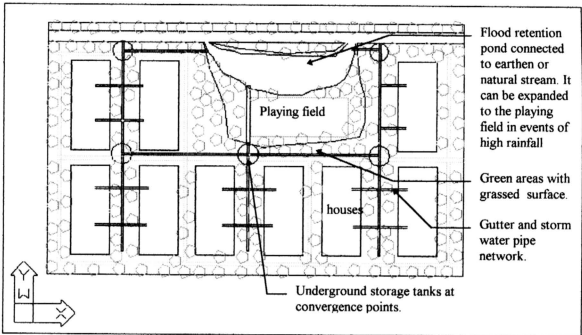 Flood retention
pond connected
to earthen or
natural stream. It
can be expanded
to the playing
field in events of
high rainfall
Playing field
Green areas with
grassed surface.
houses
Gutter and storm
water pipe
network.
Underground storage tanks at
convergence points.
Y
W
X